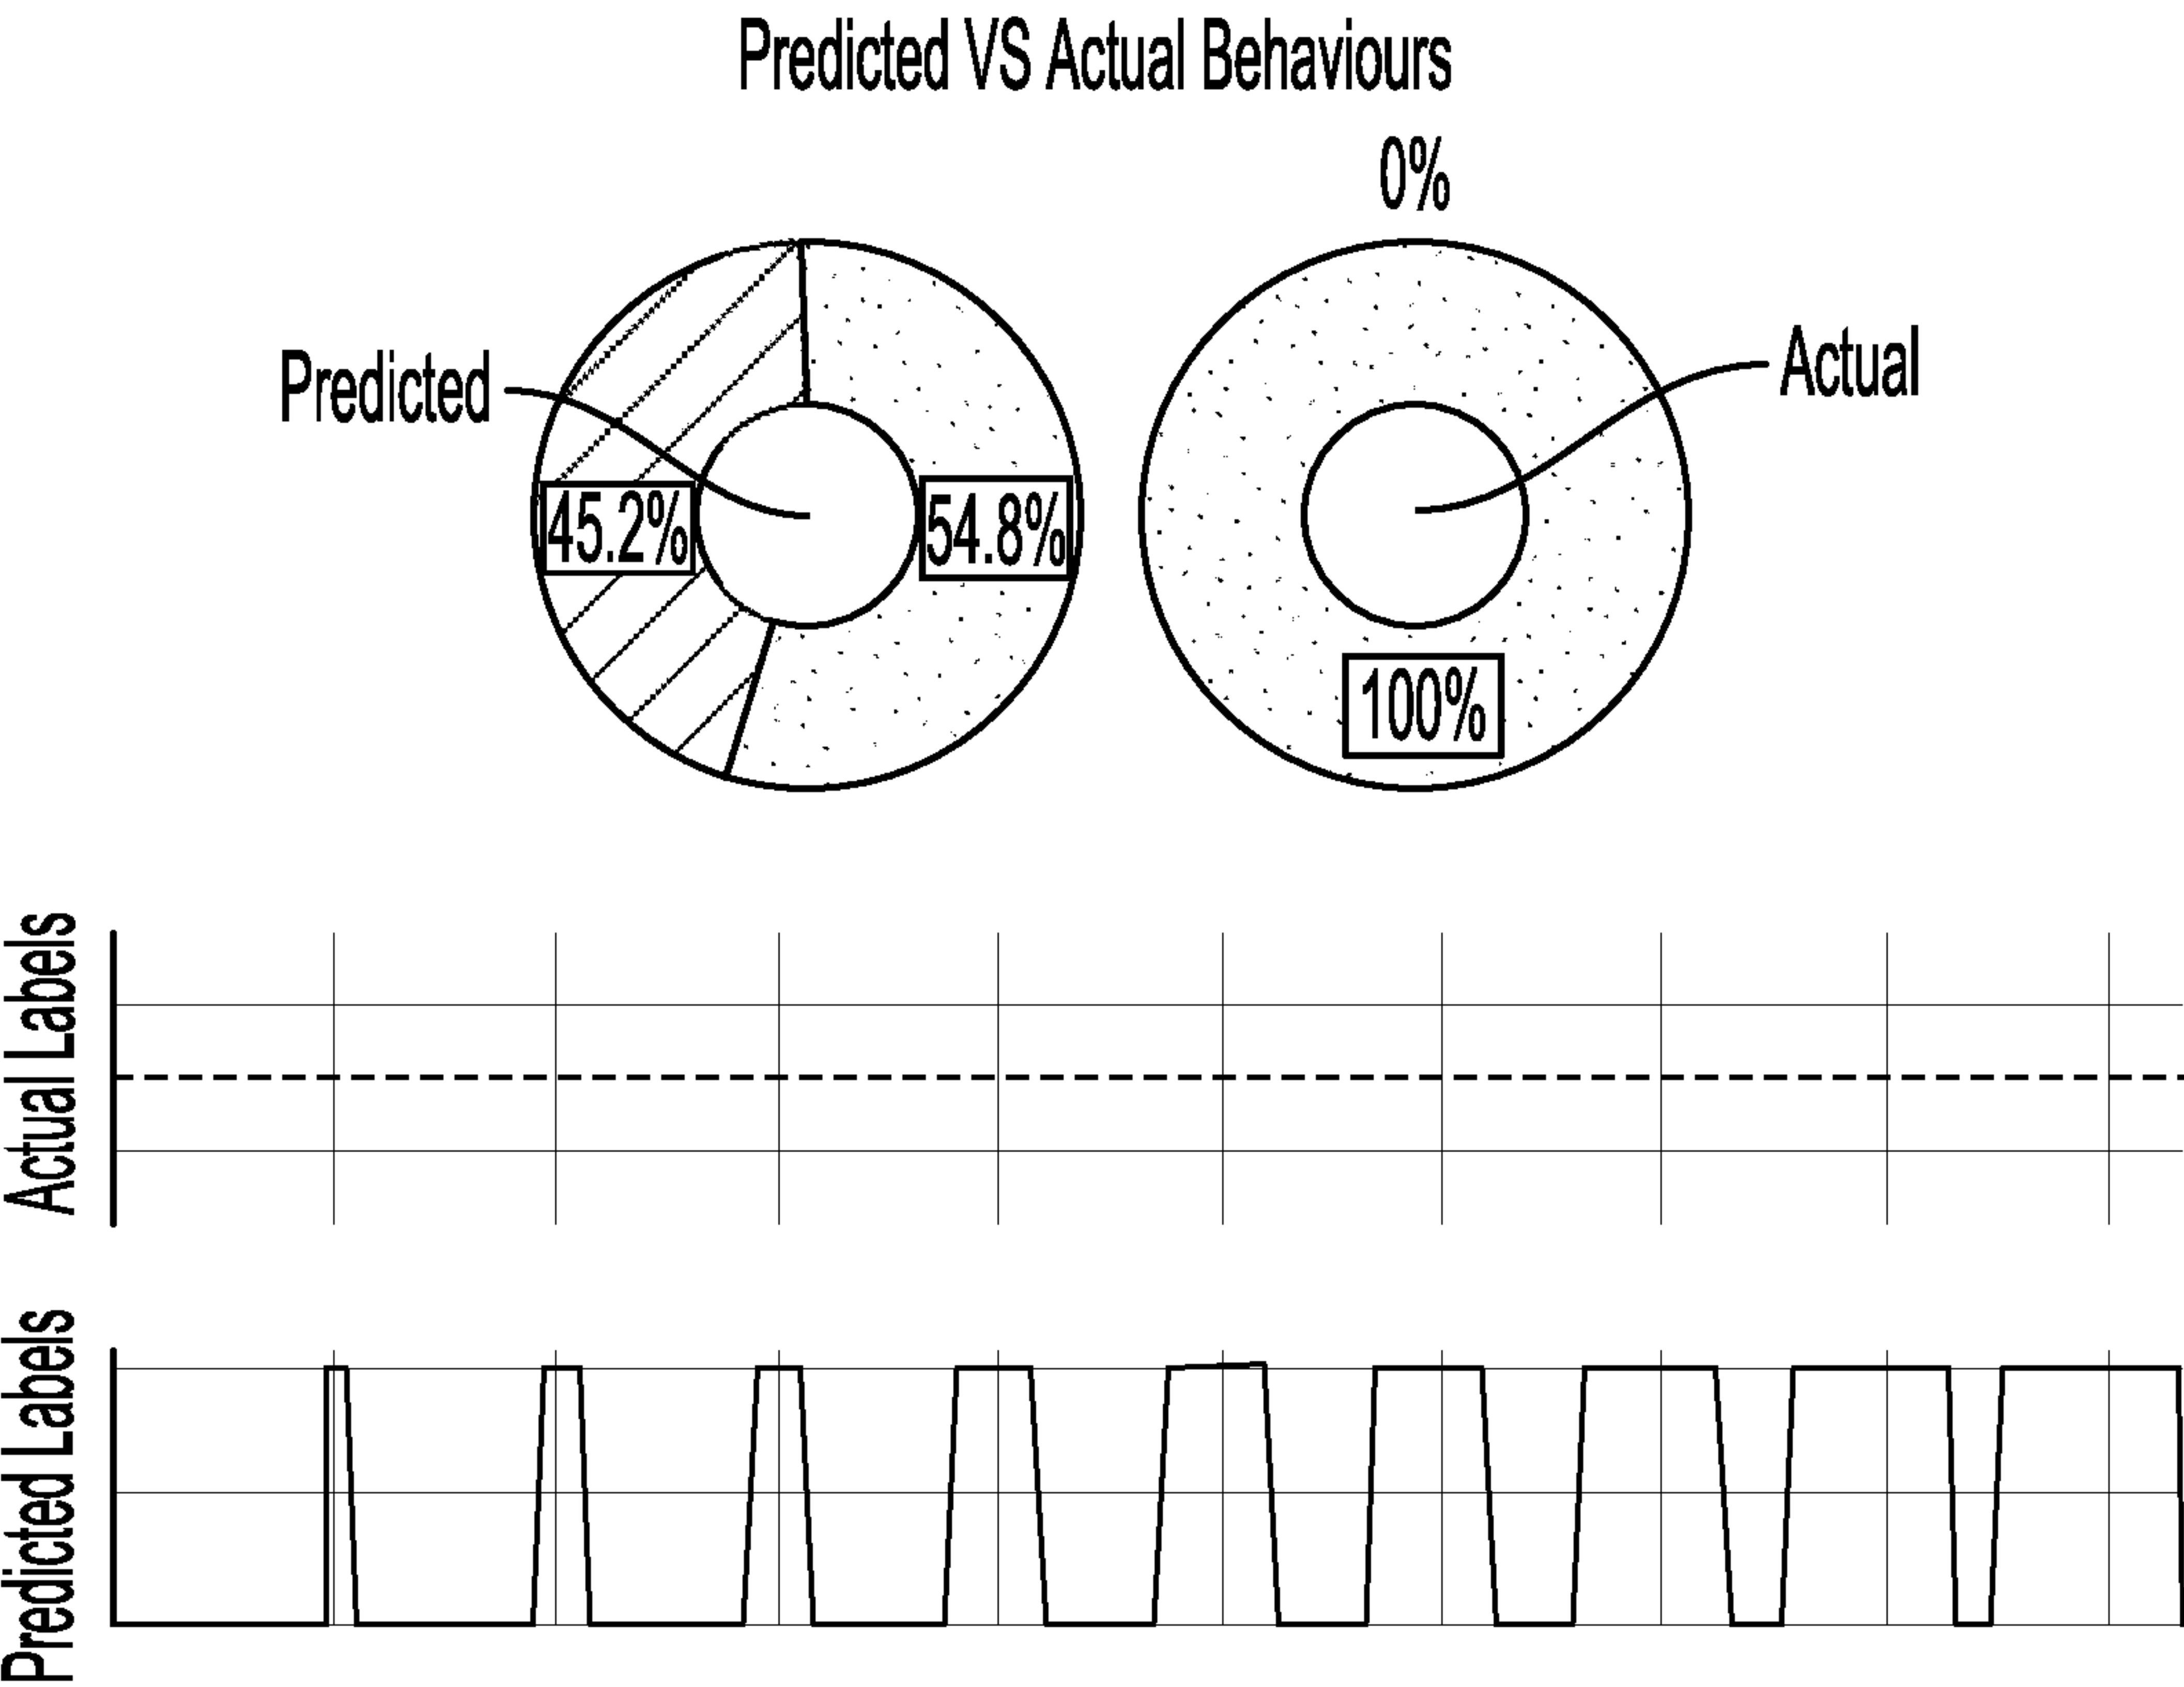 Predicted VS Actual Behaviours
0%
Predicted
Actual
45.2%
54.8%
100%
Actual Labels
Predicted Labels